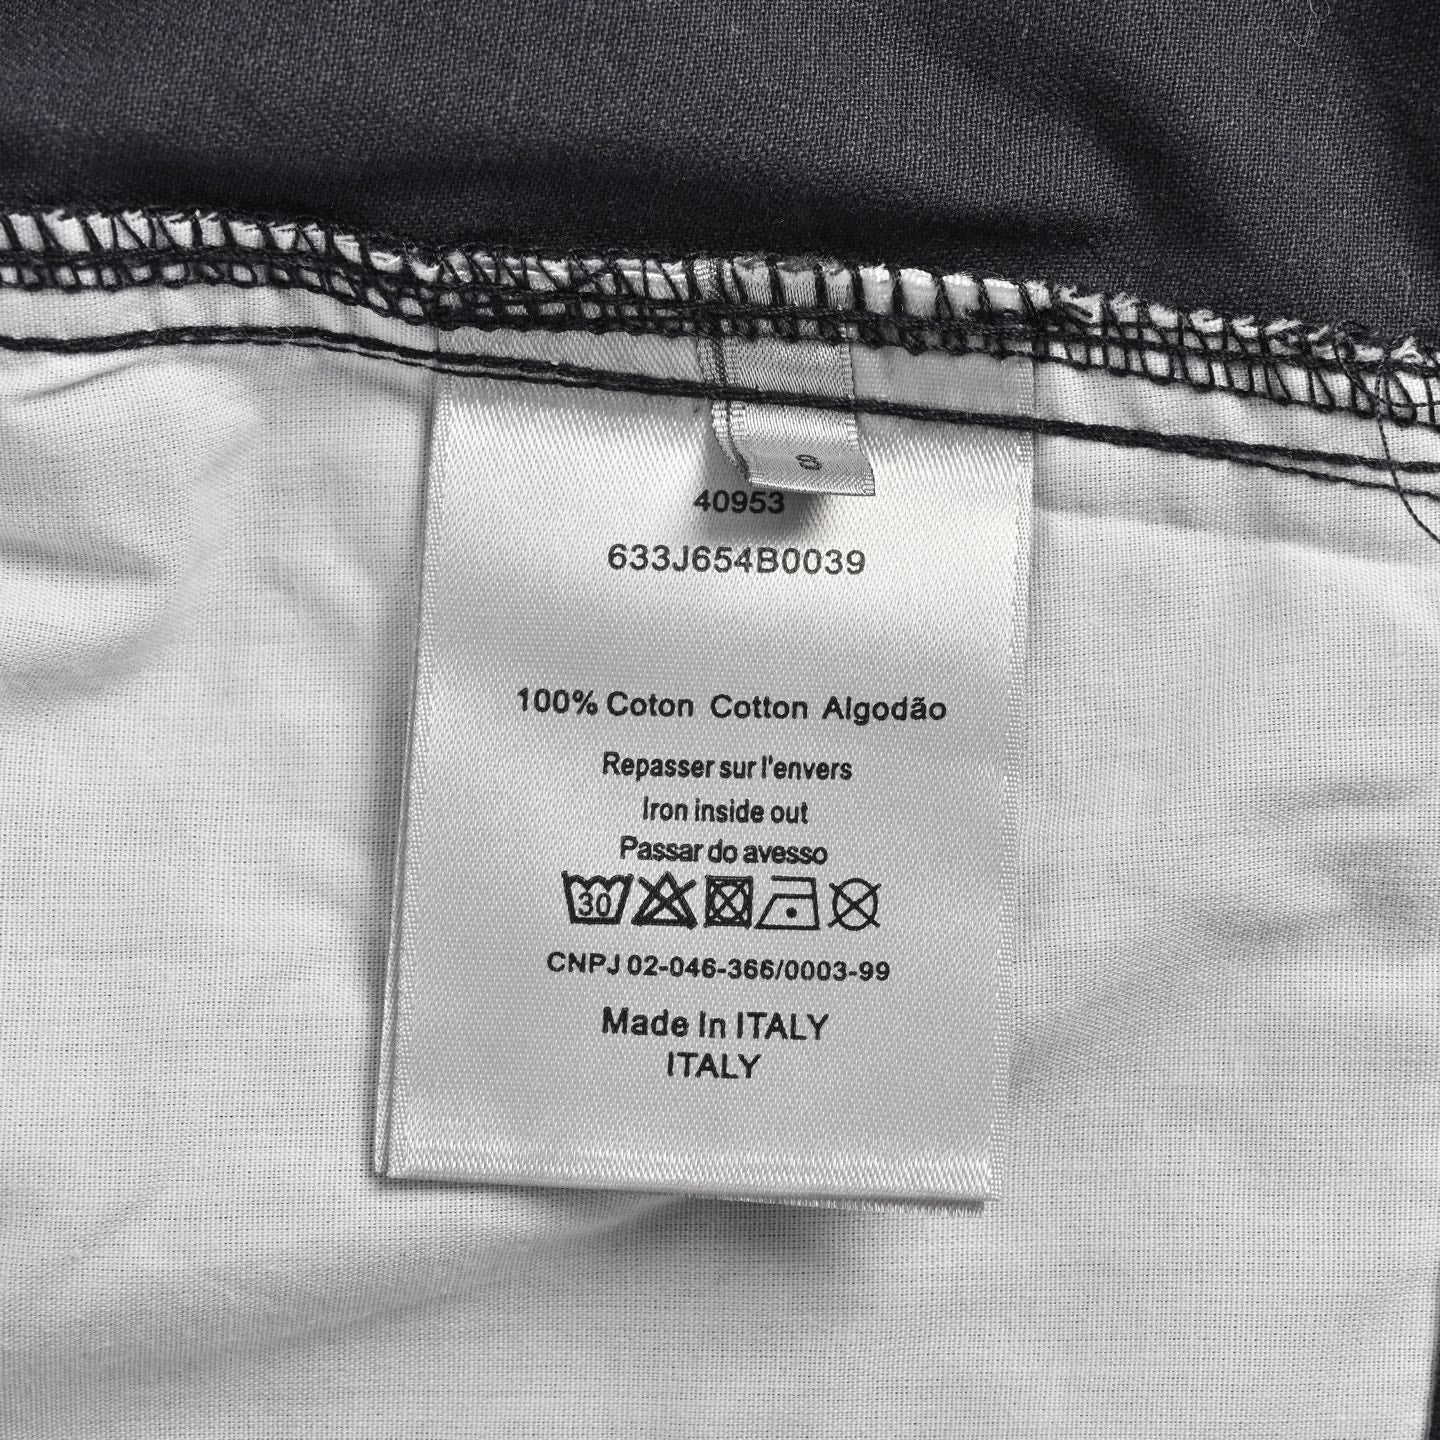 S
40953
633J654B0039
100% Coton Cotton Algodão
Repasser sur l'envers
Iron inside out
Passar do avesso
30
CNPJ 02-046-366/0003-99
Made In ITALY
ITALY